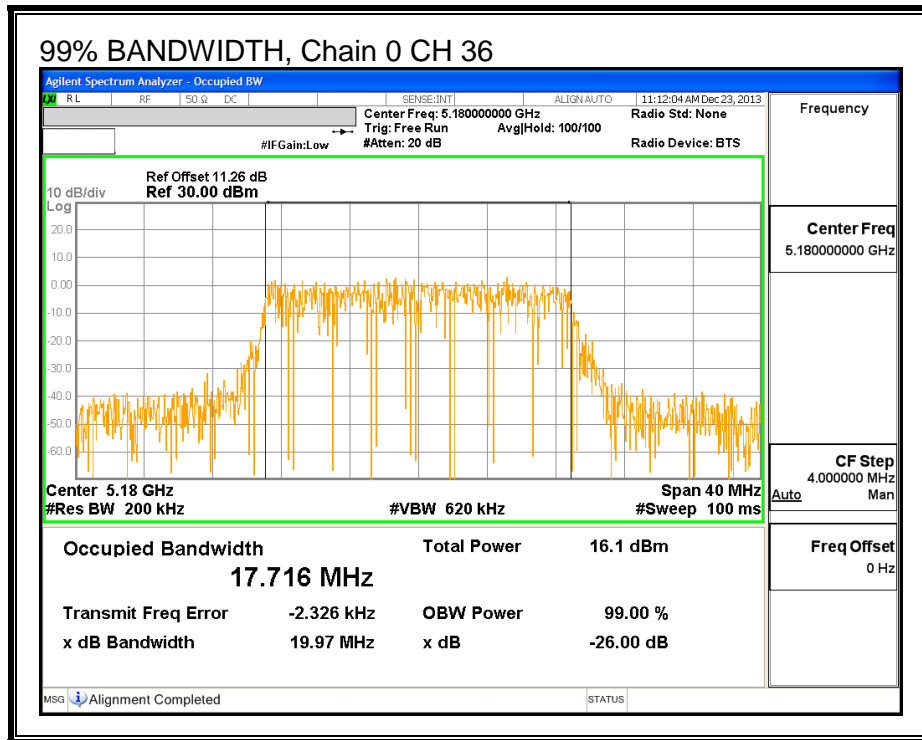 99% BANDWIDTH, Chain 0 CH 36
Agilent Spectrum Analyzer - Occupied BW
LXI RL RF 50 Ω DC SENSE:INT ALIGN AUTO 11:12:04 AM Dec 23, 2013
Center Freq: 5.180000000 GHz Radio Std: None
Trig: Free Run Avg|Hold: 100/100
#IFGain:Low #Atten: 20 dB Radio Device: BTS
Frequency
Ref Offset 11.26 dB
10 dB/div Ref 30.00 dBm
Log
20.0
10.0
0.00
-10.0
-20.0
-30.0
-40.0
-50.0
-60.0
Center 5.18 GHz Span 40 MHz
#Res BW 200 kHz #VBW 620 kHz #Sweep 100 ms
Occupied Bandwidth Total Power 16.1 dBm
17.716 MHz
Transmit Freq Error -2.326 kHz OBW Power 99.00 %
x dB Bandwidth 19.97 MHz x dB -26.00 dB
Center Freq
5.180000000 GHz
CF Step
4.000000 MHz
Auto Man
Freq Offset
0 Hz
MSG Alignment Completed STATUS